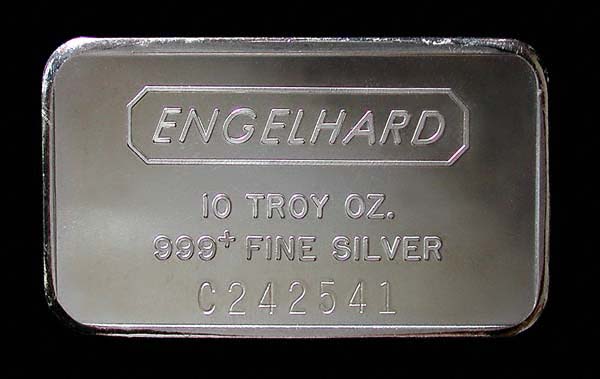 ENGELHARD
10 TROY OZ.
999+ FINE SILVER
C242541